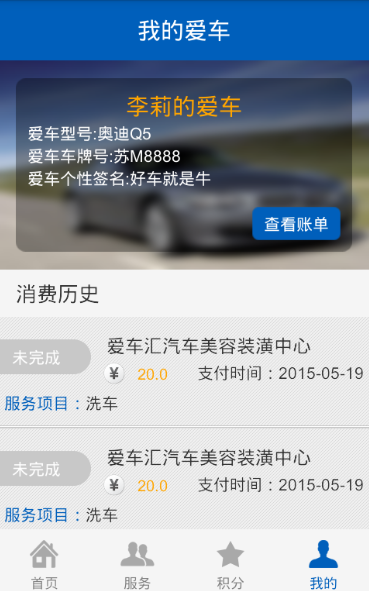 我的爱车
李莉的爱车
爱车型号:奥迪Q5
爱车车牌号:苏M8888
爱车个性签名:好车就是牛
查看账单
消费历史
未完成
爱车汇汽车美容装潢中心
¥ 20.0 支付时间：2015-05-19
服务项目：洗车
未完成
爱车汇汽车美容装潢中心
¥ 20.0 支付时间：2015-05-19
服务项目：洗车
首页 服务 积分 我的